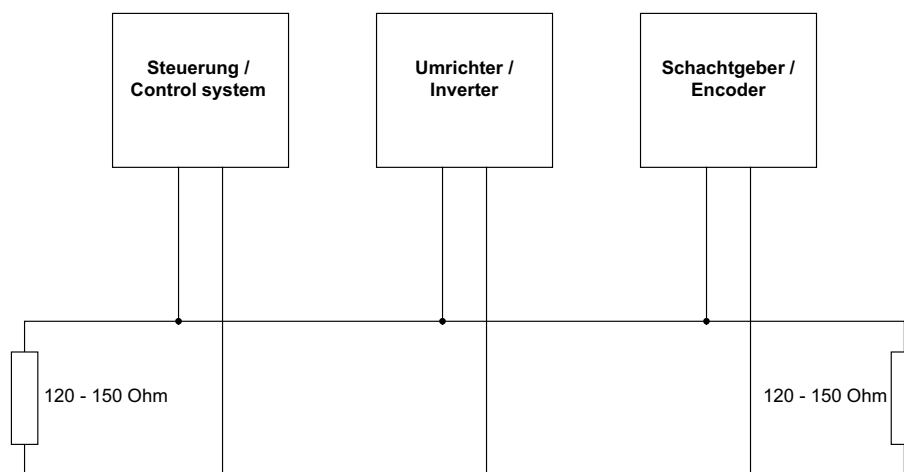 Steuerung /
Control system
Umrichter /
Inverter
Schachtgeber /
Encoder
120 - 150 Ohm
120 - 150 Ohm